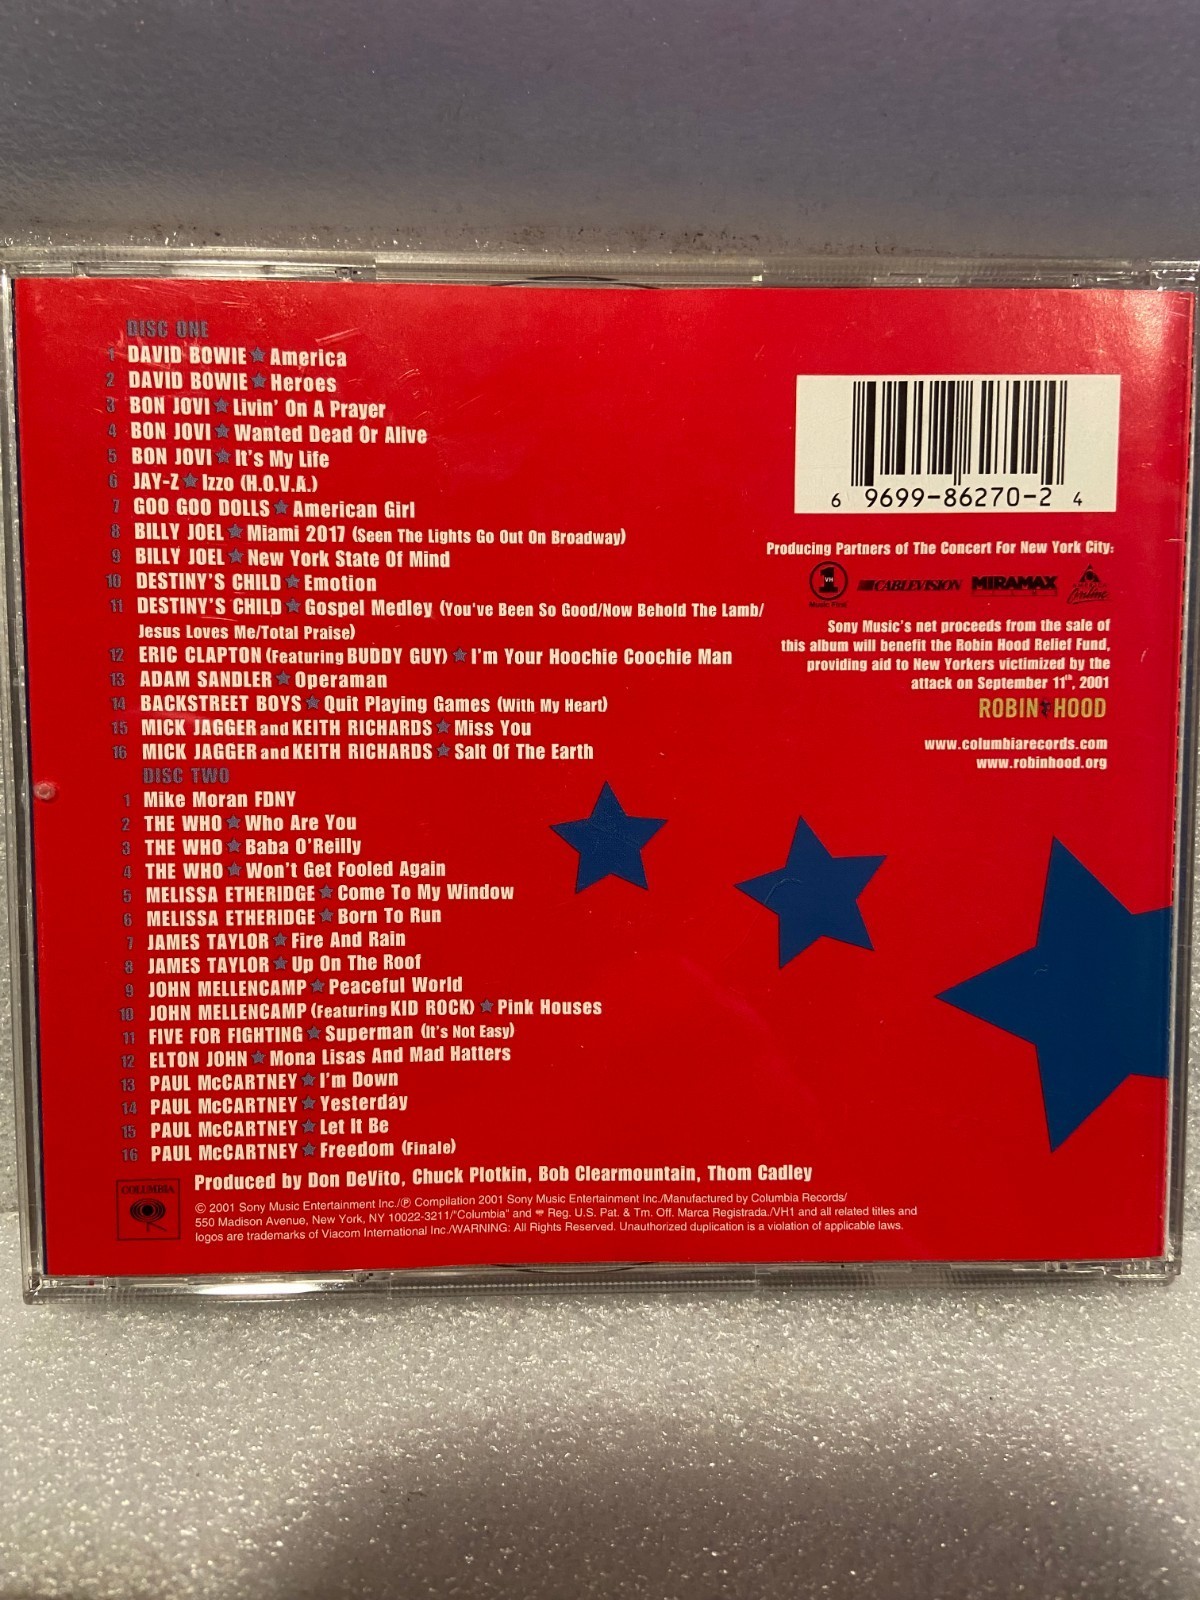 DISC ONE
1 DAVID BOWIE ★ America
2 DAVID BOWIE ★ Heroes
3 BON JOVI ★ Livin' On A Prayer
4 BON JOVI ★ Wanted Dead Or Alive
5 BON JOVI ★ It's My Life
6 JAY-Z ★ Izzo (H.O.V.A.)
7 GOO GOO DOLLS ★ American Girl
8 BILLY JOEL ★ Miami 2017 (Seen The Lights Go Out On Broadway)
9 BILLY JOEL ★ New York State Of Mind
10 DESTINY'S CHILD ★ Emotion
11 DESTINY'S CHILD ★ Gospel Medley (You've Been So Good/Now Behold The Lamb/
Jesus Loves Me/Total Praise)
12 ERIC CLAPTON (Featuring BUDDY GUY) ★ I'm Your Hoochie Coochie Man
13 ADAM SANDLER ★ Operaman
14 BACKSTREET BOYS ★ Quit Playing Games (With My Heart)
15 MICK JAGGER and KEITH RICHARDS ★ Miss You
16 MICK JAGGER and KEITH RICHARDS ★ Salt Of The Earth
DISC TWO
1 Mike Moran FDNY
2 THE WHO ★ Who Are You
3 THE WHO ★ Baba O'Reilly
4 THE WHO ★ Won't Get Fooled Again
5 MELISSA ETHERIDGE ★ Come To My Window
6 MELISSA ETHERIDGE ★ Born To Run
7 JAMES TAYLOR ★ Fire And Rain
8 JAMES TAYLOR ★ Up On The Roof
9 JOHN MELLENCAMP ★ Peaceful World
10 JOHN MELLENCAMP (Featuring KID ROCK) ★ Pink Houses
11 FIVE FOR FIGHTING ★ Superman (It's Not Easy)
12 ELTON JOHN ★ Mona Lisas And Mad Hatters
13 PAUL McCARTNEY ★ I'm Down
14 PAUL McCARTNEY ★ Yesterday
15 PAUL McCARTNEY ★ Let It Be
16 PAUL McCARTNEY ★ Freedom (Finale)
6 9699-86270-2 4
Producing Partners of The Concert For New York City:
VH 1 Music First CABLEVISION MIRAMAX FILMS AMERICA Online
Sony Music's net proceeds from the sale of
this album will benefit the Robin Hood Relief Fund,
providing aid to New Yorkers victimized by the
attack on September 11th, 2001
ROBIN HOOD
www.columbiarecords.com
www.robinhood.org
Produced by Don DeVito, Chuck Plotkin, Bob Clearmountain, Thom Cadley
COLUMBIA
© 2001 Sony Music Entertainment Inc./℗ Compilation 2001 Sony Music Entertainment Inc./Manufactured by Columbia Records/
550 Madison Avenue, New York, NY 10022-3211/"Columbia" and Reg. U.S. Pat. & Tm. Off. Marca Registrada./VH1 and all related titles and
logos are trademarks of Viacom International Inc./WARNING: All Rights Reserved. Unauthorized duplication is a violation of applicable laws.